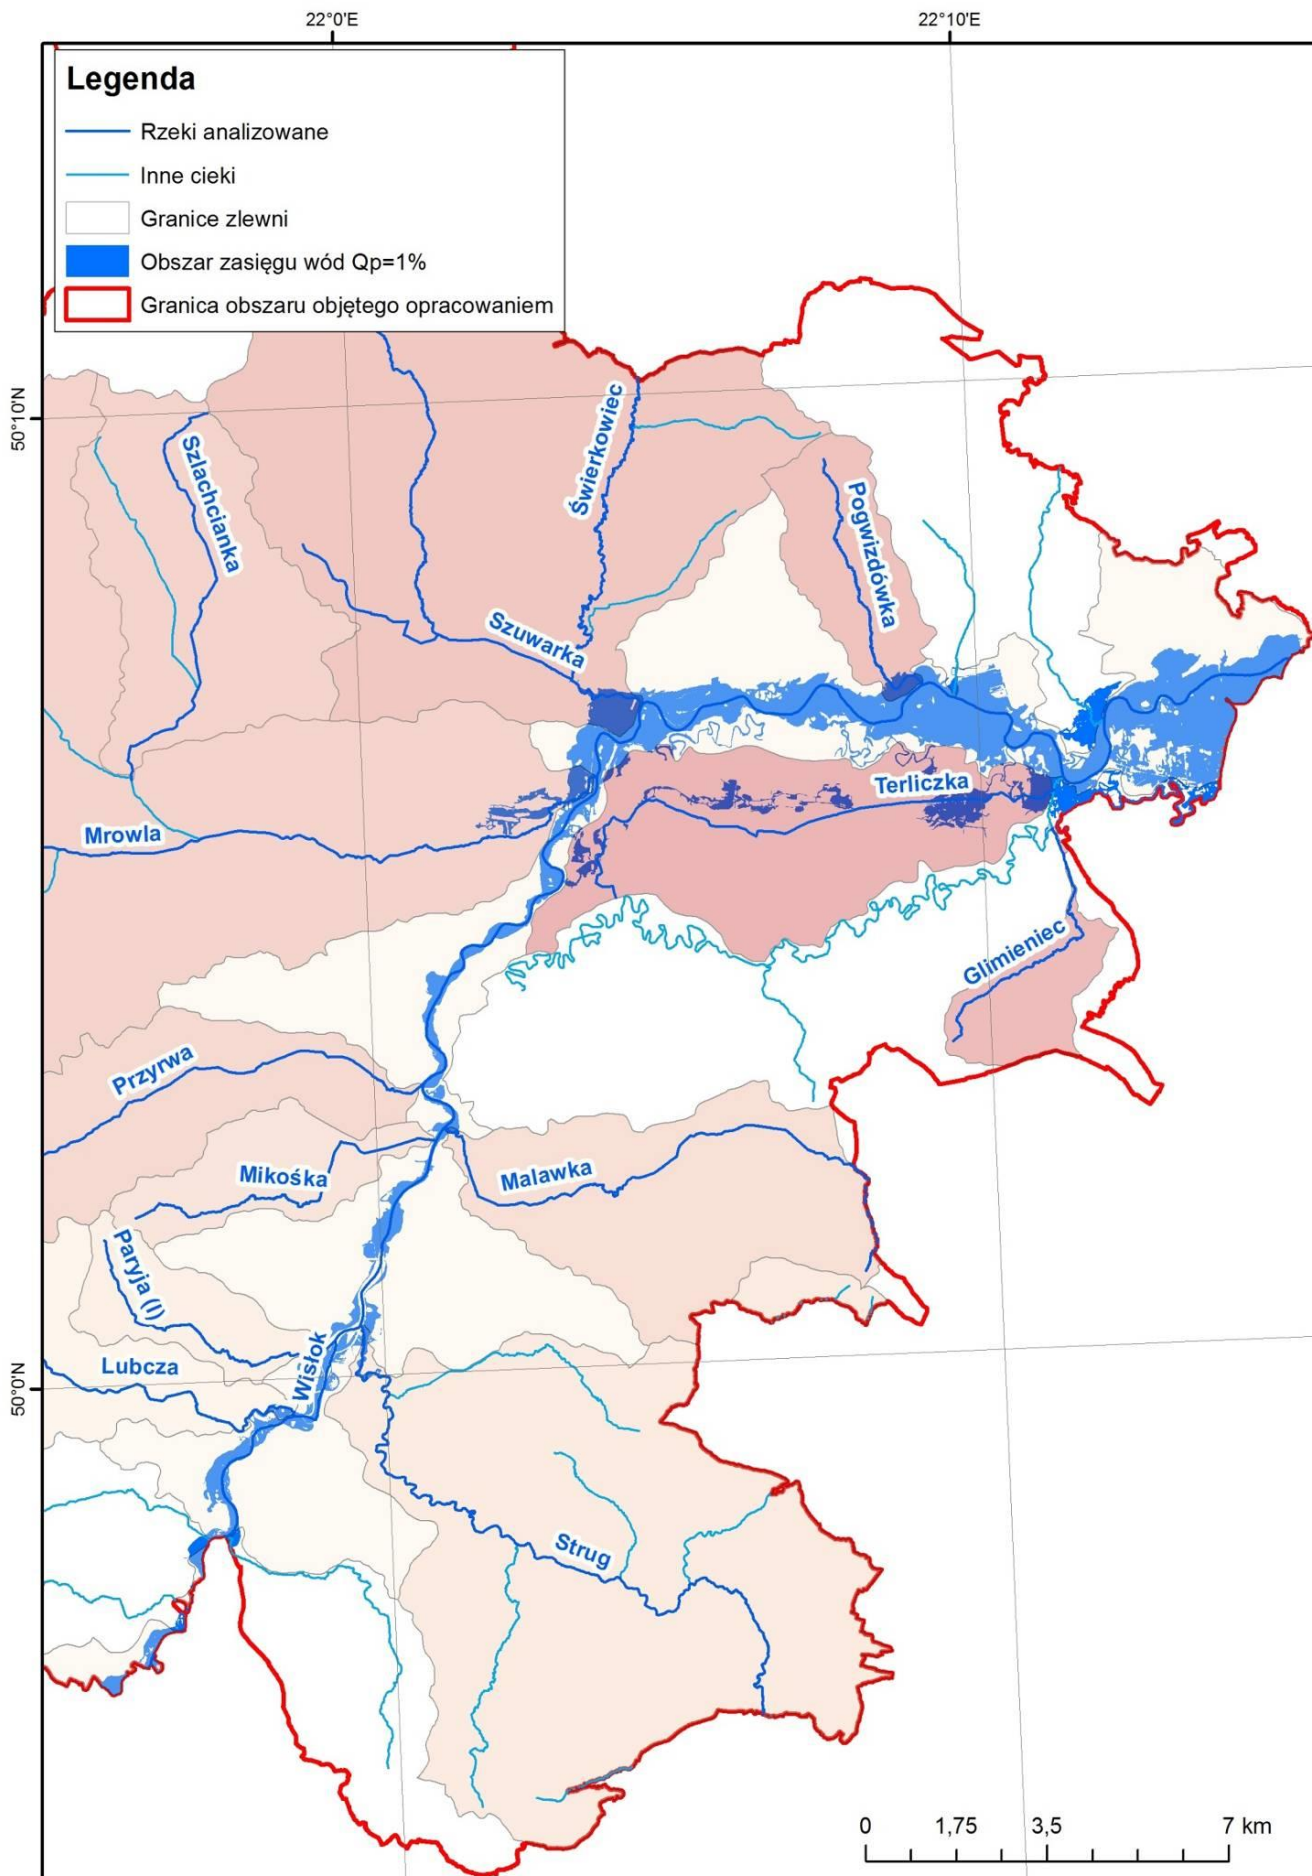 22°0'E
22°10'E
Legenda
Rzeki analizowane
Inne cieki
Granice zlewni
Obszar zasięgu wód Qp=1%
Granica obszaru objętego opracowaniem
50°10'N
Szlachcianka
Świerkowiec
Pogwizdówka
Szuwarka
Terliczka
Mrowla
Glimieniec
Przyrwa
Mikośka
Malawka
Paryja (I)
Lubcza
Wisłok
50°0'N
Strug
0 1,75 3,5 7 km